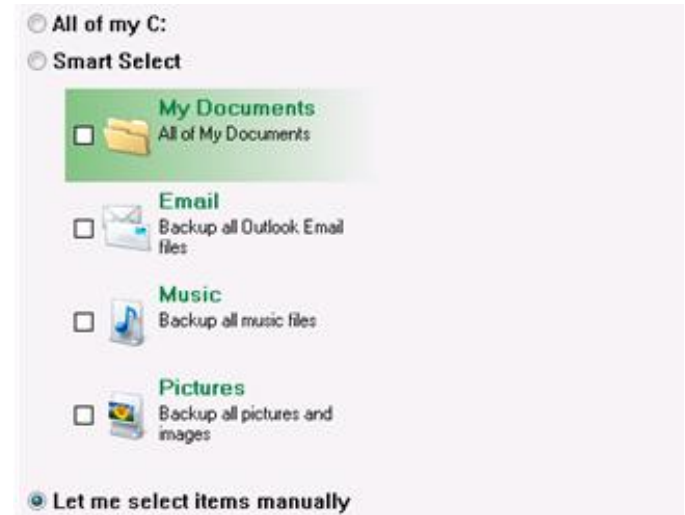 All of my C:
Smart Select
My Documents
All of My Documents
Email
Backup all Outlook Email
files
Music
Backup all music files
Pictures
Backup all pictures and
images
Let me select items manually